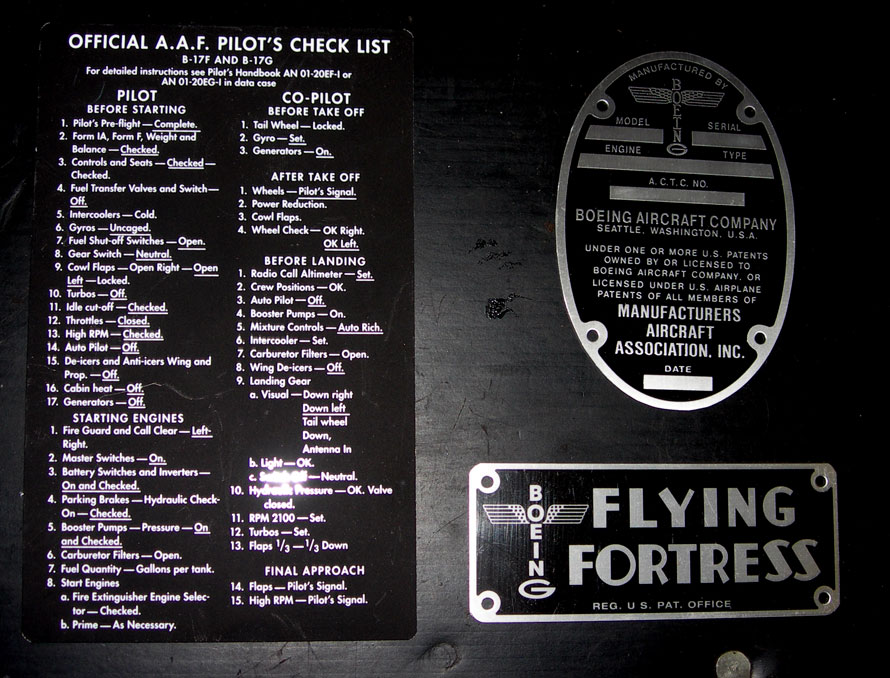 OFFICIAL A.A.F. PILOT'S CHECK LIST
B-17F AND B-17G
For detailed instructions see Pilot's Handbook AN 01-20EF-I or
AN 01-20EG-I in data case
PILOT
BEFORE STARTING
1. Pilot's Pre-flight — Complete.
2. Form IA, Form F, Weight and
Balance — Checked.
3. Controls and Seats — Checked —
Checked.
4. Fuel Transfer Valves and Switch —
Off.
5. Intercoolers — Cold.
6. Gyros — Uncaged.
7. Fuel Shut-off Switches — Open.
8. Gear Switch — Neutral.
9. Cowl Flaps — Open Right — Open
Left — Locked.
10. Turbos — Off.
11. Idle cut-off — Checked.
12. Throttles — Closed.
13. High RPM — Checked.
14. Auto Pilot — Off.
15. De-icers and Anti-icers Wing and
Prop. — Off.
16. Cabin heat — Off.
17. Generators — Off.
STARTING ENGINES
1. Fire Guard and Call Clear — Left-
Right.
2. Master Switches — On.
3. Battery Switches and Inverters —
On and Checked.
4. Parking Brakes — Hydraulic Check-
On — Checked.
5. Booster Pumps — Pressure — On
and Checked.
6. Carburetor Filters — Open.
7. Fuel Quantity — Gallons per tank.
8. Start Engines
a. Fire Extinguisher Engine Selec-
tor — Checked.
b. Prime — As Necessary.
CO-PILOT
BEFORE TAKE OFF
1. Tail Wheel — Locked.
2. Gyro — Set.
3. Generators — On.
AFTER TAKE OFF
1. Wheels — Pilot's Signal.
2. Power Reduction.
3. Cowl Flaps.
4. Wheel Check — OK Right.
OK Left.
BEFORE LANDING
1. Radio Call Altimeter — Set.
2. Crew Positions — OK.
3. Auto Pilot — Off.
4. Booster Pumps — On.
5. Mixture Controls — Auto Rich.
6. Intercooler — Set.
7. Carburetor Filters — Open.
8. Wing De-icers — Off.
9. Landing Gear
a. Visual — Down right
Down left
Tail wheel
Down,
Antenna In
b. Light — OK.
c. — Neutral.
10. Hydraulic Pressure — OK. Valve
closed.
11. RPM 2100 — Set.
12. Turbos — Set.
13. Flaps 1/3 — 1/3 Down
FINAL APPROACH
14. Flaps — Pilot's Signal.
15. High RPM — Pilot's Signal.
MANUFACTURED BY
BOEING
MODEL SERIAL
ENGINE TYPE
A.C.T.C. NO.
BOEING AIRCRAFT COMPANY
SEATTLE, WASHINGTON, U.S.A.
UNDER ONE OR MORE U.S. PATENTS
OWNED BY OR LICENSED TO
BOEING AIRCRAFT COMPANY, OR
LICENSED UNDER U.S. AIRPLANE
PATENTS OF ALL MEMBERS OF
MANUFACTURERS
AIRCRAFT
ASSOCIATION, INC.
DATE
BOEING
FLYING
FORTRESS
REG. U S PAT. OFFICE